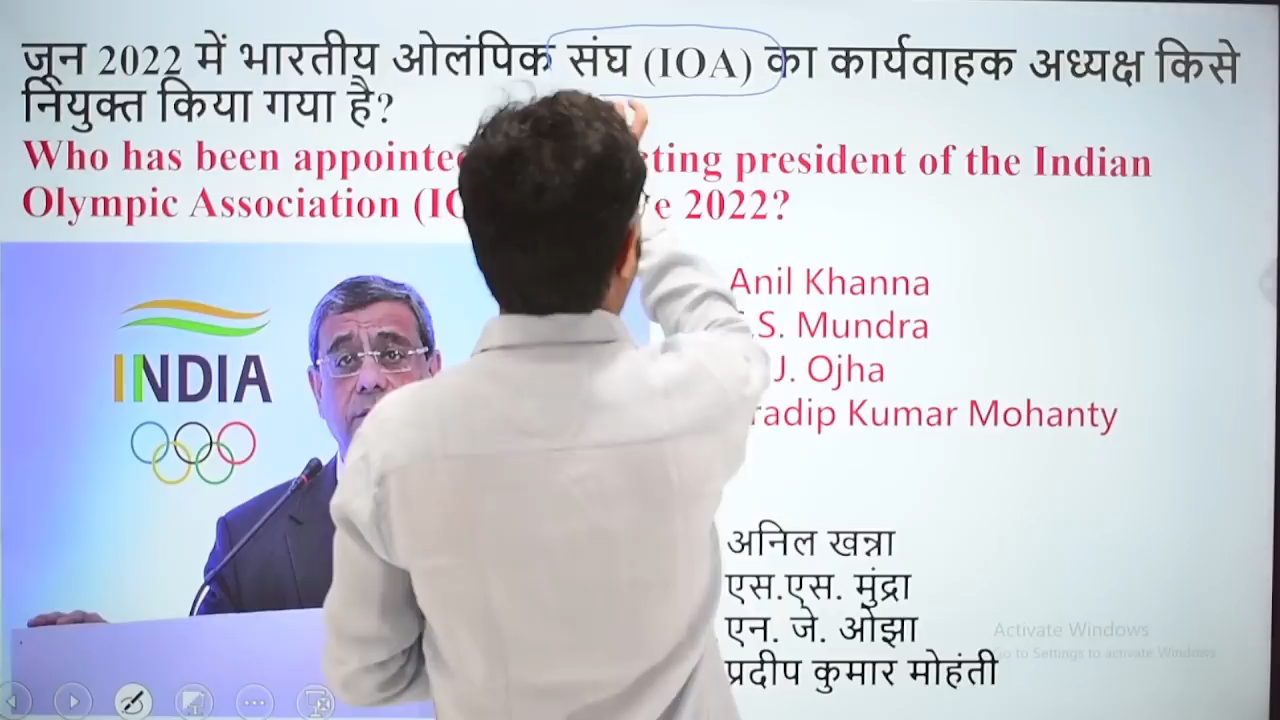 जून 2022 में भारतीय ओलंपिक संघ (IOA) का कार्यवाहक अध्यक्ष किसे
नियुक्त किया गया है?
Who has been appointe ting president of the Indian
Olympic Association (IO e 2022?
INDIA
Anil Khanna
.S. Mundra
J. Ojha
radip Kumar Mohanty
अनिल खन्ना
एस.एस. मुंद्रा
एन. जे. ओझा
प्रदीप कुमार मोहंती
Activate Windows
Go to Settings to activate Windows.